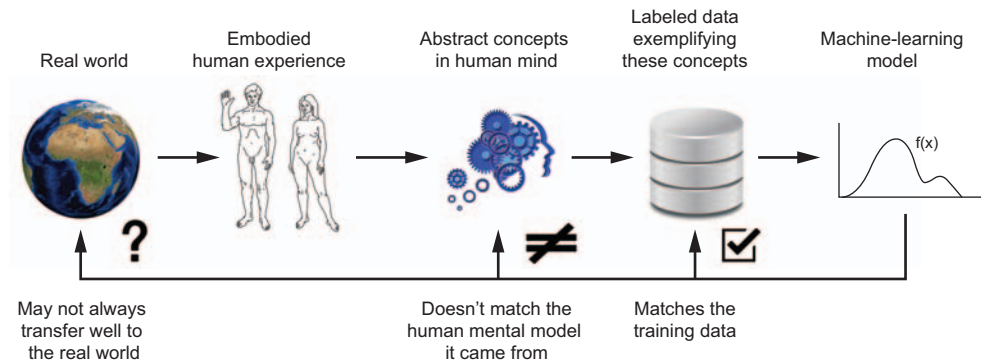 Real world
Embodied
human experience
Abstract concepts
in human mind
Labeled data
exemplifying
these concepts
Machine-learning
model
f(x)
?
≠
May not always
transfer well to
the real world
Doesn’t match the
human mental model
it came from
Matches the
training data